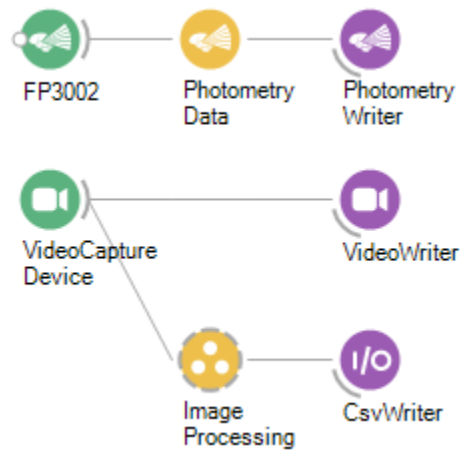 FP3002
Photometry
Data
Photometry
Writer
VideoCapture
Device
VideoWriter
Image
Processing
I/O
CsvWriter